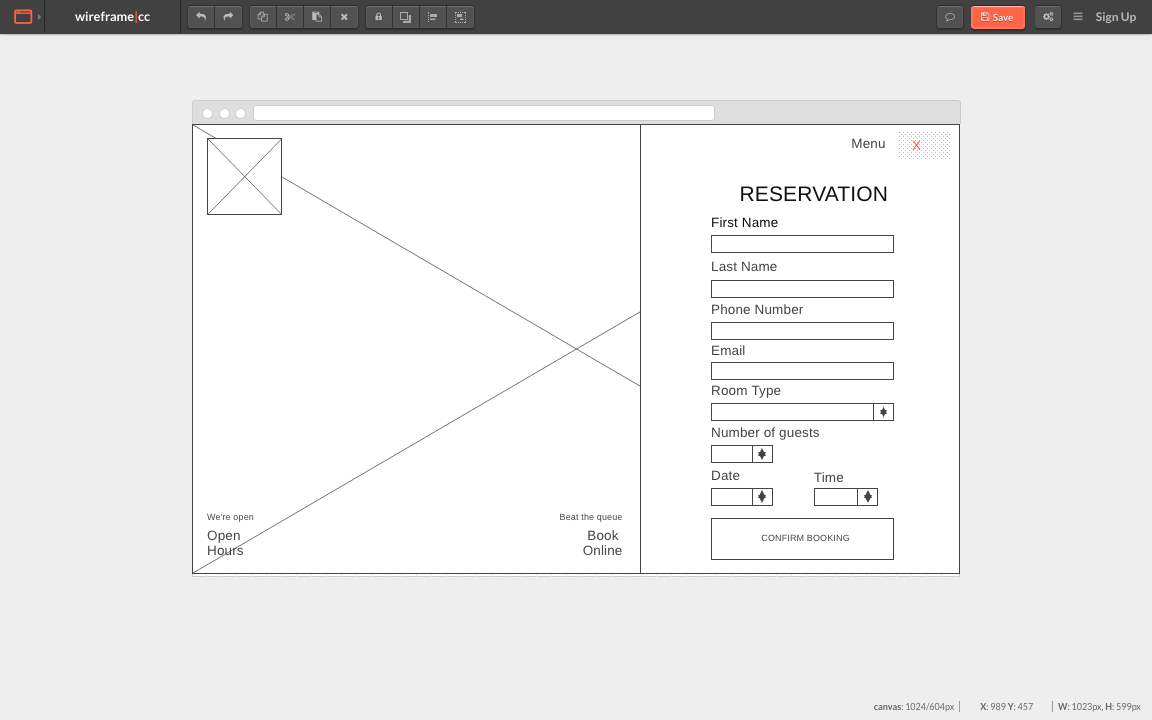 wireframe|cc
Save
Sign Up
Menu
X
RESERVATION
First Name
Last Name
Phone Number
Email
Room Type
Number of guests
Date
Time
CONFIRM BOOKING
We're open
Open
Hours
Beat the queue
Book
Online
canvas: 1024/604px
X: 989 Y: 457
W: 1023px, H: 599px